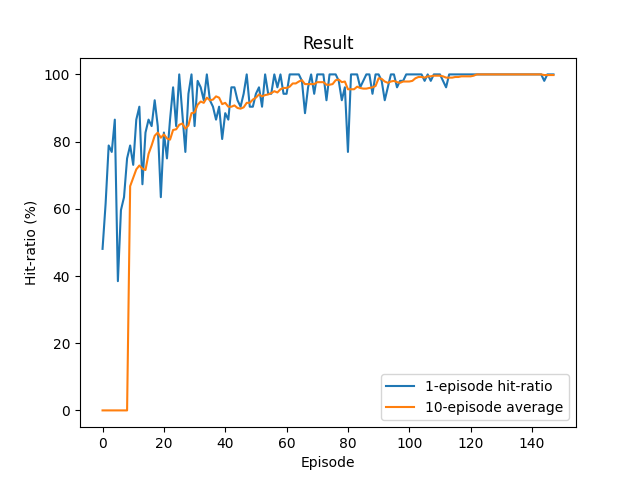 Result
Hit-ratio (%)
100
80
60
40
20
0
1-episode hit-ratio
10-episode average
0 20 40 60 80 100 120 140
Episode